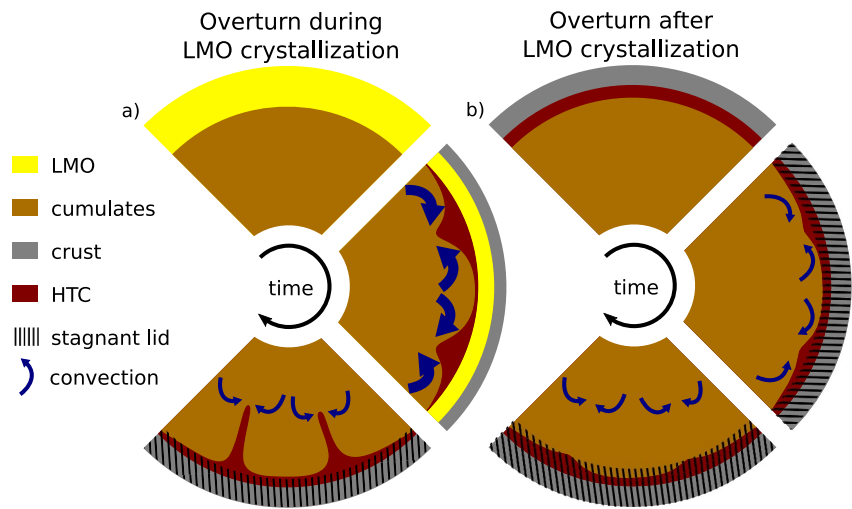 Overturn during
LMO crystallization
Overturn after
LMO crystallization
a)
b)
LMO
cumulates
crust
HTC
stagnant lid
convection
time
time